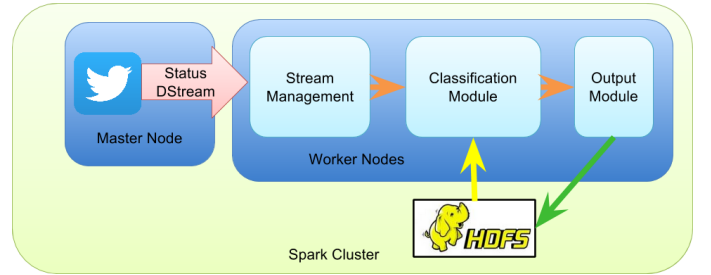 Status
DStream
Master Node
Stream
Management
Classification
Module
Output
Module
Worker Nodes
HDFS
Spark Cluster